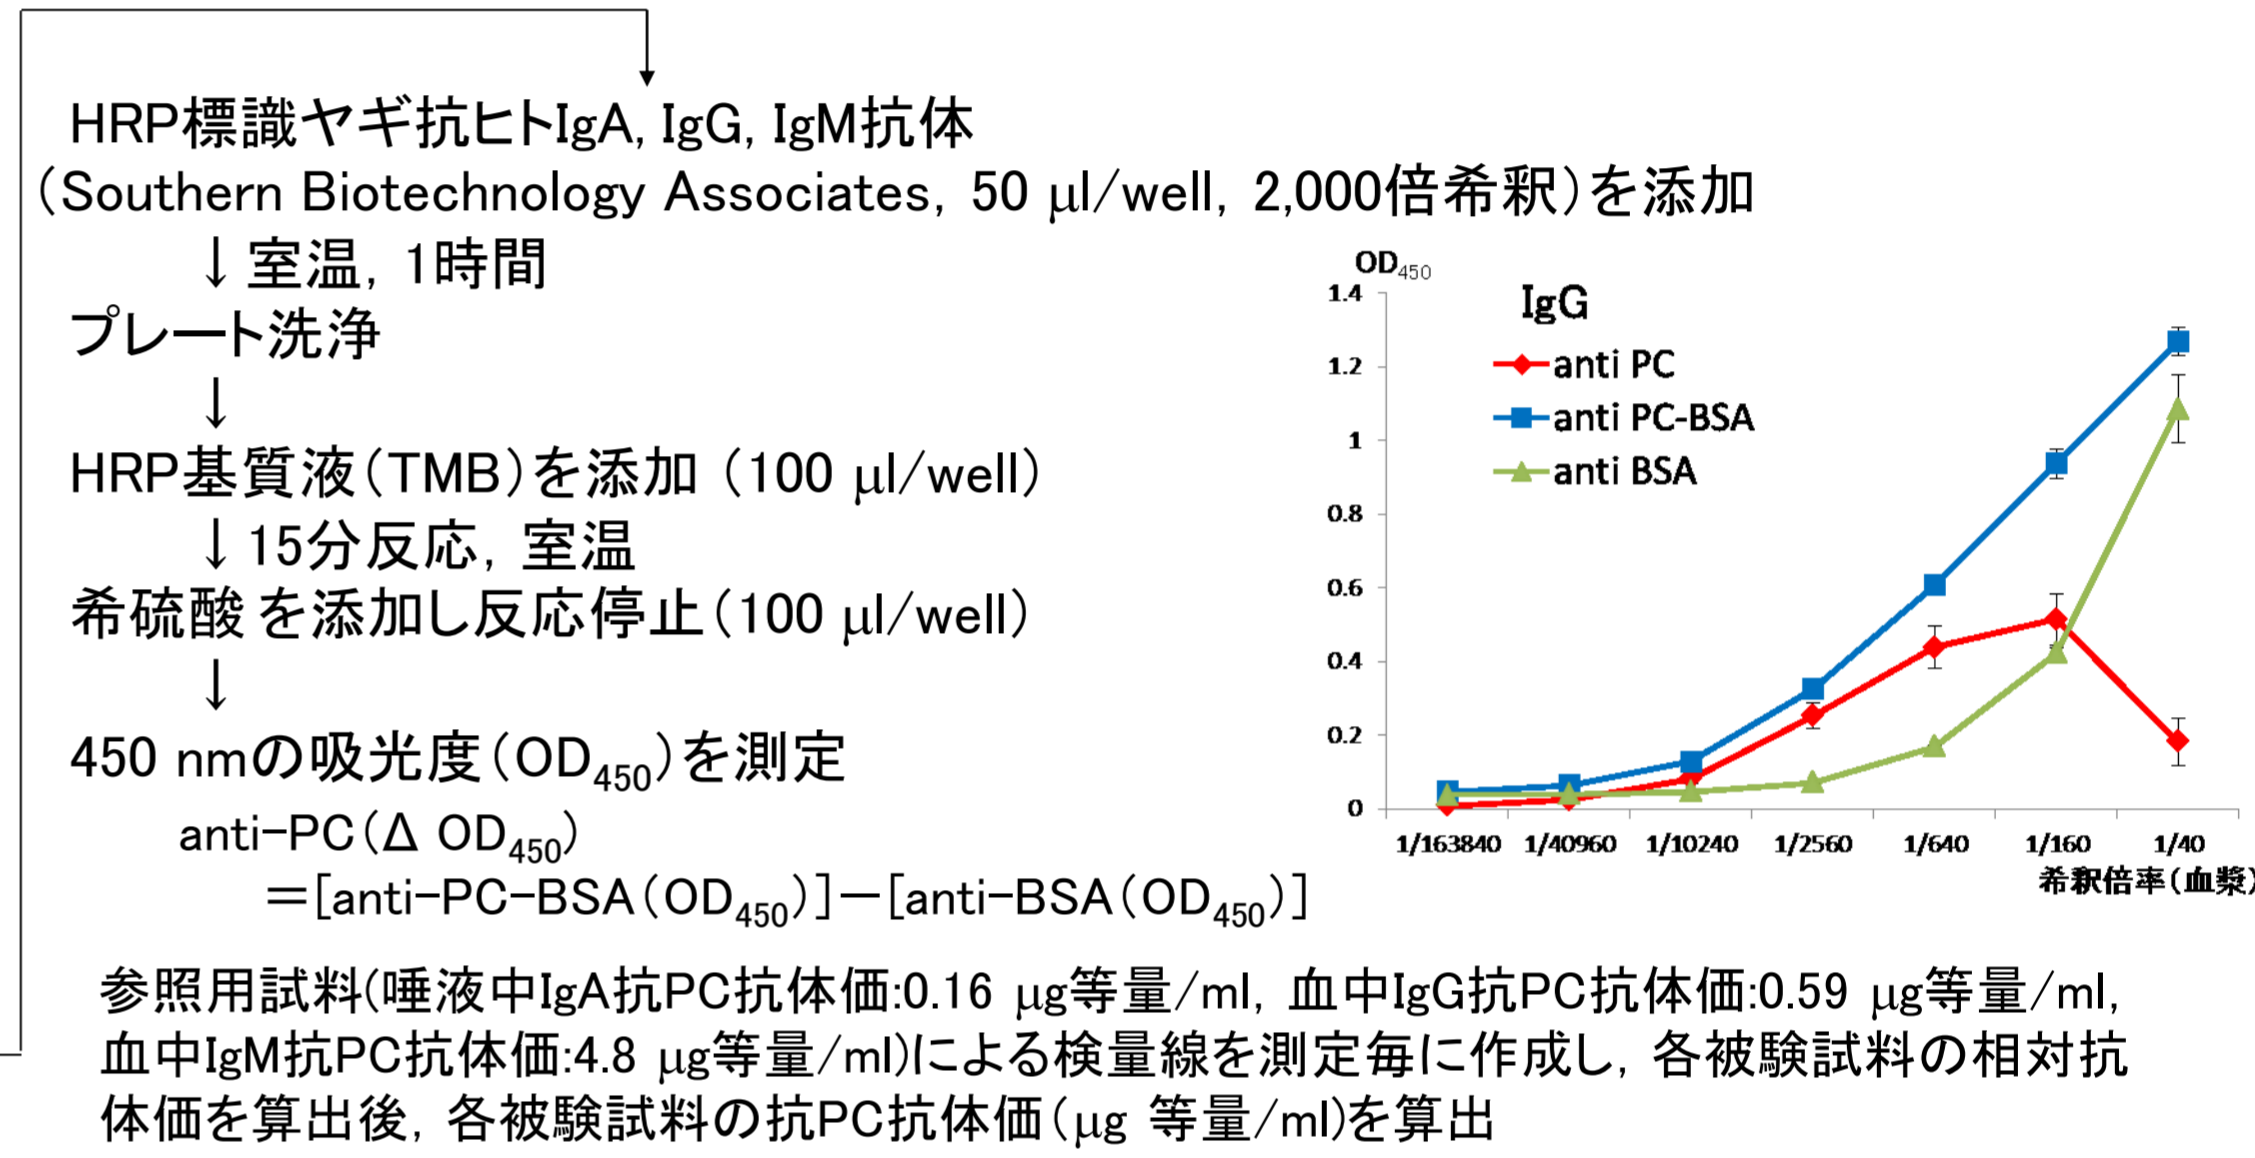 HRP標識ヤギ抗ヒトIgA, IgG, IgM抗体
（Southern Biotechnology Associates, 50 μl/well, 2,000倍希釈）を添加
↓室温, 1時間
プレート洗浄
↓
HRP基質液（TMB）を添加（100 μl/well）
↓15分反応, 室温
希硫酸を添加し反応停止（100 μl/well）
↓
450 nmの吸光度（OD450）を測定
anti-PC（Δ OD450）
＝[anti-PC-BSA（OD450）]－[anti-BSA（OD450）]
OD450
IgG
anti PC
anti PC-BSA
anti BSA
1.4
1.2
1
0.8
0.6
0.4
0.2
0
1/163840 1/40960 1/10240 1/2560 1/640 1/160 1/40
希釈倍率（血漿）
参照用試料(唾液中IgA抗PC抗体価:0.16 μg等量/ml, 血中IgG抗PC抗体価:0.59 μg等量/ml,
血中IgM抗PC抗体価:4.8 μg等量/ml)による検量線を測定毎に作成し, 各被験試料の相対抗
体価を算出後, 各被験試料の抗PC抗体価（μg 等量/ml)を算出